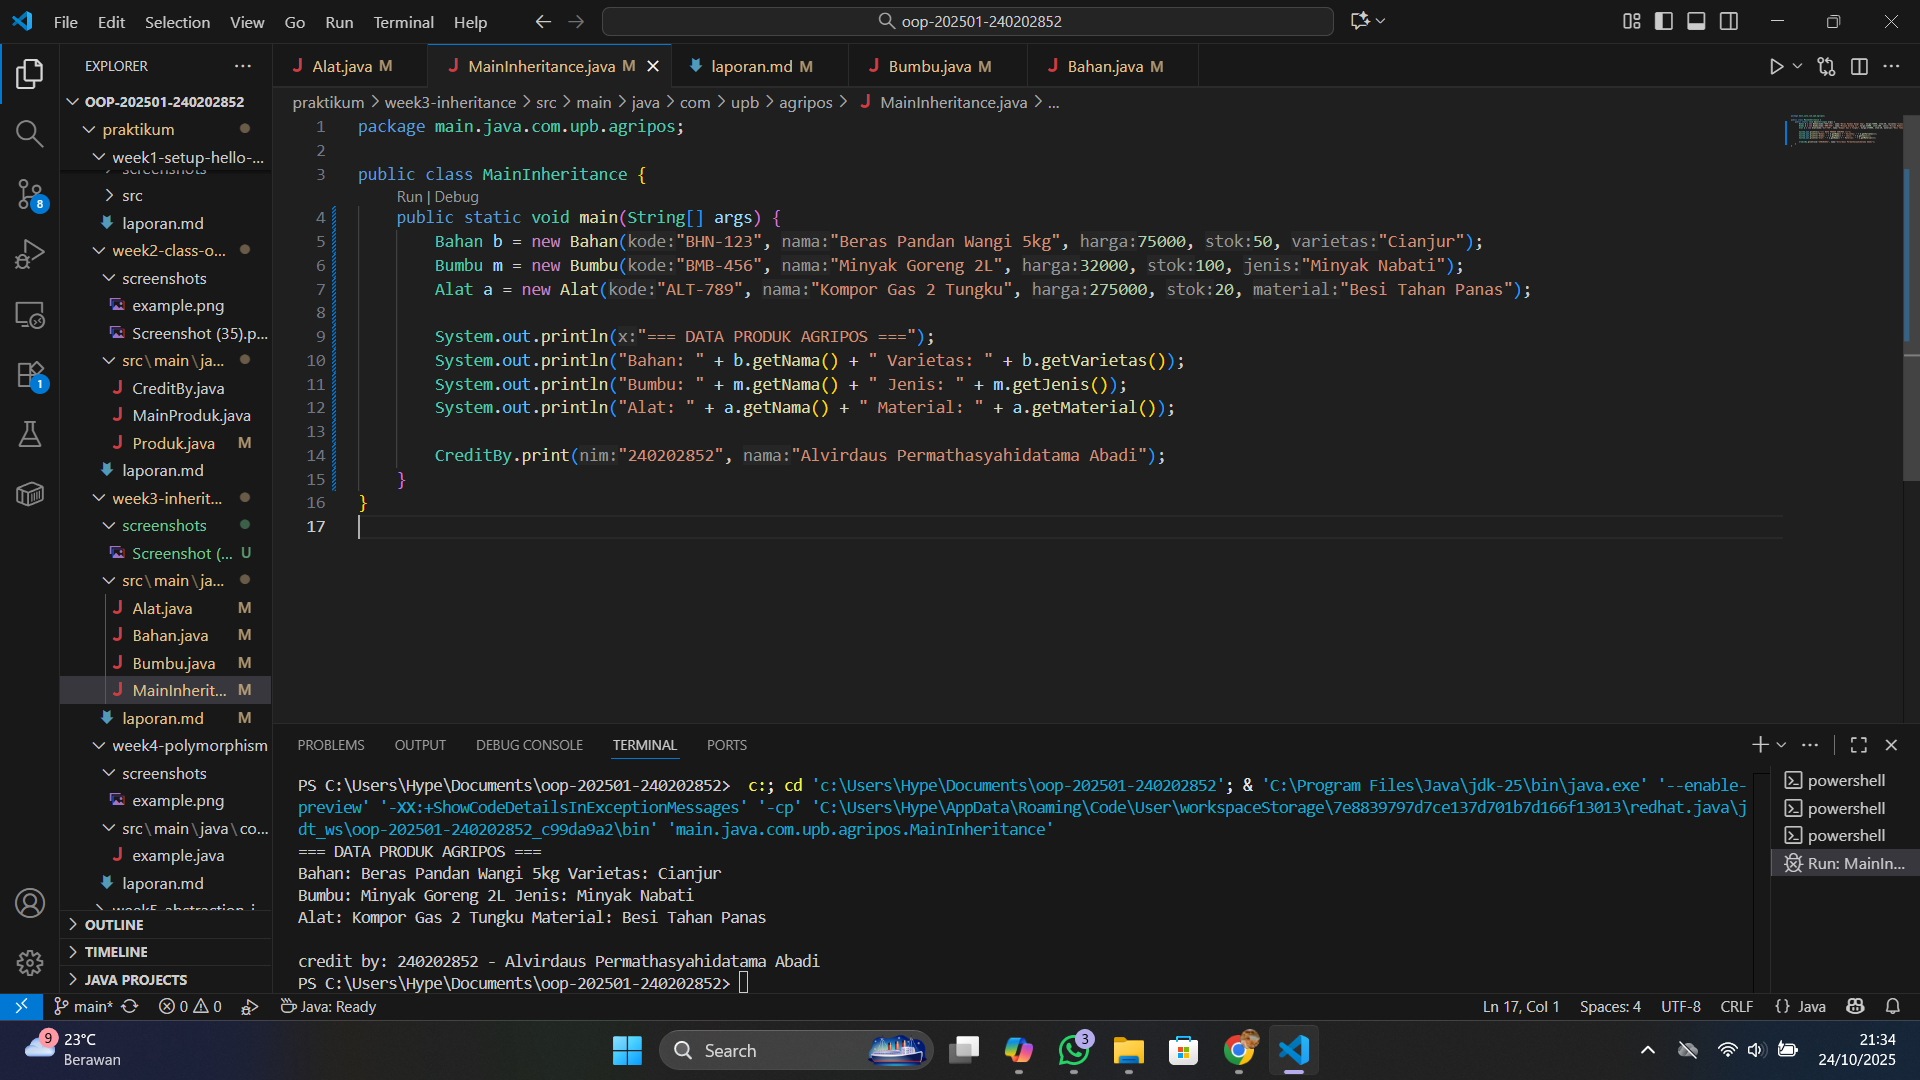 File Edit Selection View Go Run Terminal Help
oop-202501-240202852
EXPLORER
OOP-202501-240202852
praktikum
week1-setup-hello-...
screenshots
src
laporan.md
week2-class-o...
screenshots
example.png
Screenshot (35).p...
src\main\ja...
CreditBy.java
MainProduk.java
Produk.java M
laporan.md
week3-inherit...
screenshots
Screenshot (... U
src\main\ja...
Alat.java M
Bahan.java M
Bumbu.java M
MainInherit... M
laporan.md M
week4-polymorphism
screenshots
example.png
src\main\java\co...
example.java
laporan.md
week5-abstraction-i...
OUTLINE
TIMELINE
JAVA PROJECTS
8
1
Alat.java M
MainInheritance.java M
laporan.md M
Bumbu.java M
Bahan.java M
praktikum > week3-inheritance > src > main > java > com > upb > agripos > MainInheritance.java > ...
1 package main.java.com.upb.agripos;
2
3 public class MainInheritance {
Run | Debug
4 public static void main(String[] args) {
5 Bahan b = new Bahan(kode:"BHN-123", nama:"Beras Pandan Wangi 5kg", harga:75000, stok:50, varietas:"Cianjur");
6 Bumbu m = new Bumbu(kode:"BMB-456", nama:"Minyak Goreng 2L", harga:32000, stok:100, jenis:"Minyak Nabati");
7 Alat a = new Alat(kode:"ALT-789", nama:"Kompor Gas 2 Tungku", harga:275000, stok:20, material:"Besi Tahan Panas");
8
9 System.out.println(x:"=== DATA PRODUK AGRIPOS ===");
10 System.out.println("Bahan: " + b.getNama() + " Varietas: " + b.getVarietas());
11 System.out.println("Bumbu: " + m.getNama() + " Jenis: " + m.getJenis());
12 System.out.println("Alat: " + a.getNama() + " Material: " + a.getMaterial());
13
14 CreditBy.print(nim:"240202852", nama:"Alvirdaus Permathasyahidatama Abadi");
15 }
16 }
17
PROBLEMS OUTPUT DEBUG CONSOLE TERMINAL PORTS
PS C:\Users\Hype\Documents\oop-202501-240202852> c:; cd 'c:\Users\Hype\Documents\oop-202501-240202852'; & 'C:\Program Files\Java\jdk-25\bin\java.exe' '--enable-
preview' '-XX:+ShowCodeDetailsInExceptionMessages' '-cp' 'C:\Users\Hype\AppData\Roaming\Code\User\workspaceStorage\7e8839797d7ce137d701b7d166f13013\redhat.java\j
dt_ws\oop-202501-240202852_c99da9a2\bin' 'main.java.com.upb.agripos.MainInheritance'
=== DATA PRODUK AGRIPOS ===
Bahan: Beras Pandan Wangi 5kg Varietas: Cianjur
Bumbu: Minyak Goreng 2L Jenis: Minyak Nabati
Alat: Kompor Gas 2 Tungku Material: Besi Tahan Panas
credit by: 240202852 - Alvirdaus Permathasyahidatama Abadi
PS C:\Users\Hype\Documents\oop-202501-240202852>
powershell
powershell
powershell
Run: MainIn...
main* 0 0 Java: Ready
Ln 17, Col 1 Spaces: 4 UTF-8 CRLF {} Java
9
23°C
Berawan
Search
3
21:34
24/10/2025